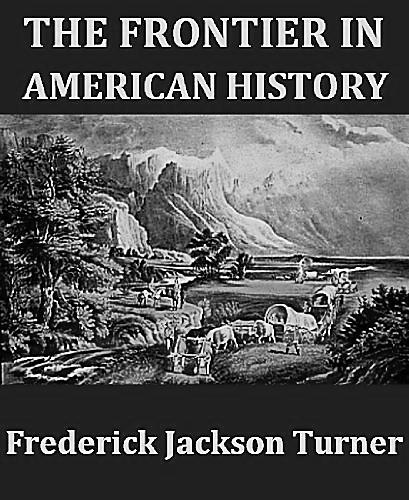 THE FRONTIER IN
AMERICAN HISTORY
Frederick Jackson Turner